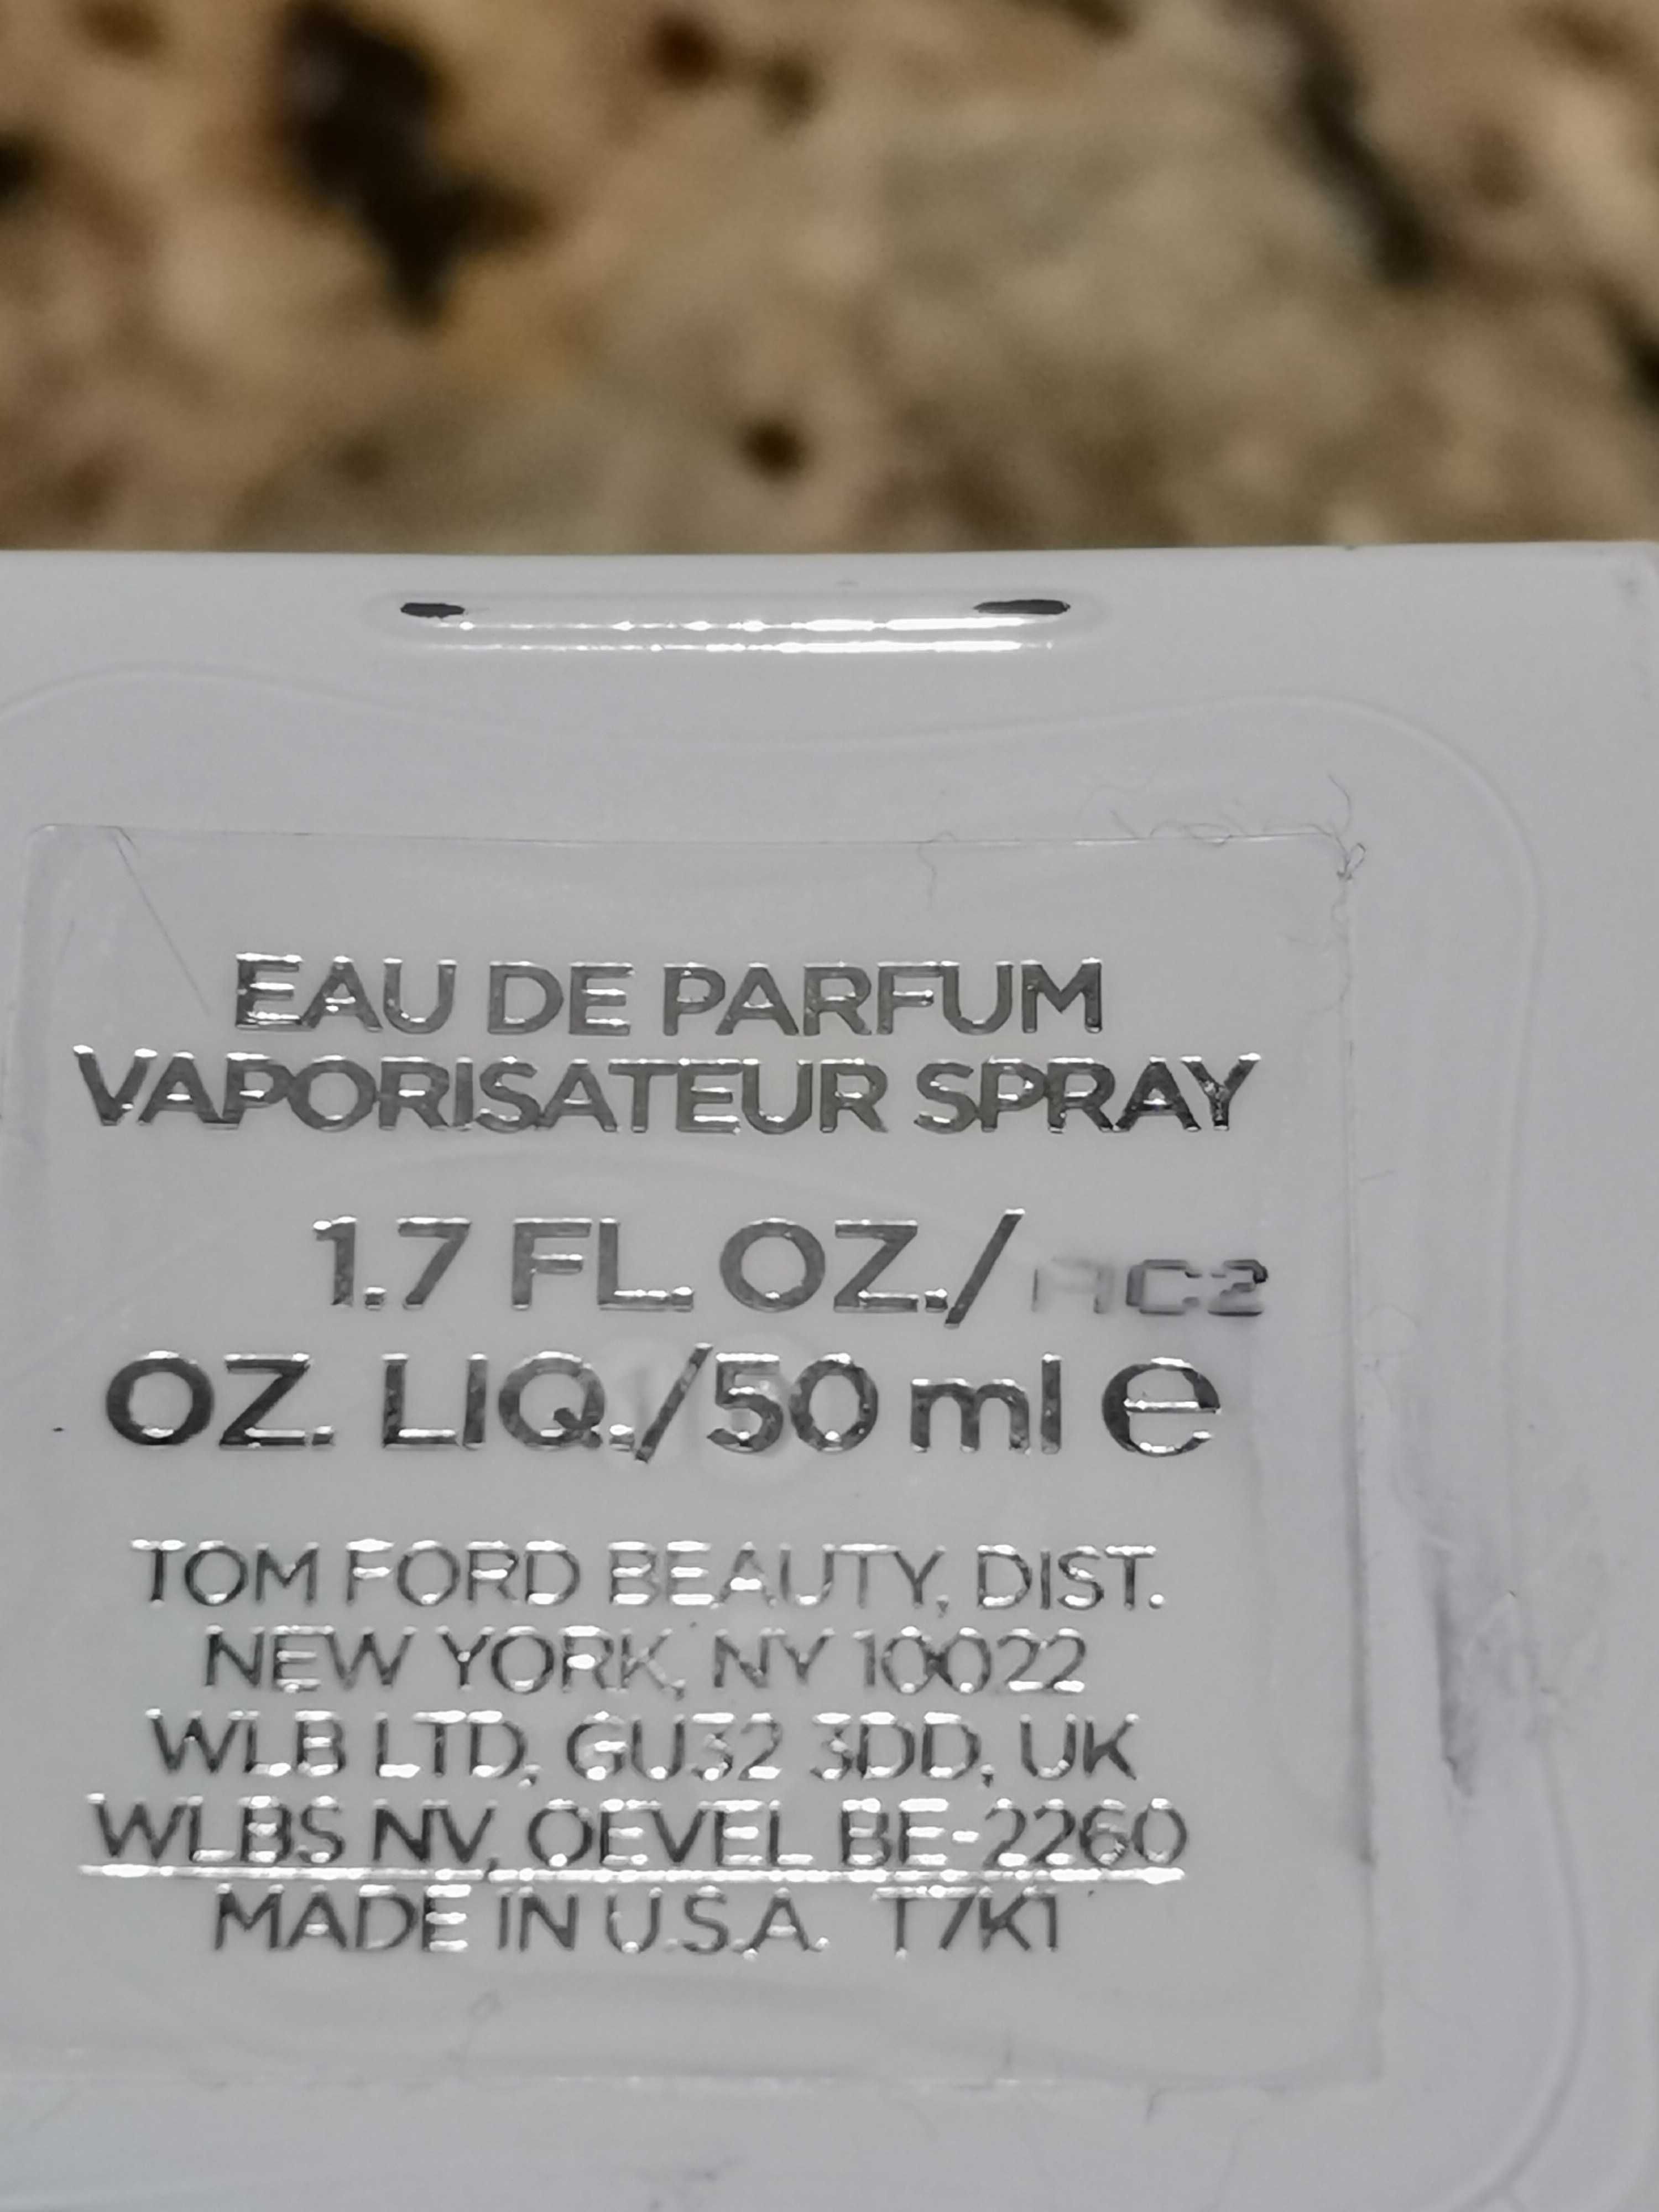 EAU DE PARFUM
VAPORISATEUR SPRAY
1.7 FL. OZ./ AC2
OZ. LIQ./50 ml e
TOM FORD BEAUTY, DIST.
NEW YORK, NY 10022
WLB LTD, GU32 3DD, UK
WLBS NV, OEVEL BE-2260
MADE IN U.S.A. T7K1